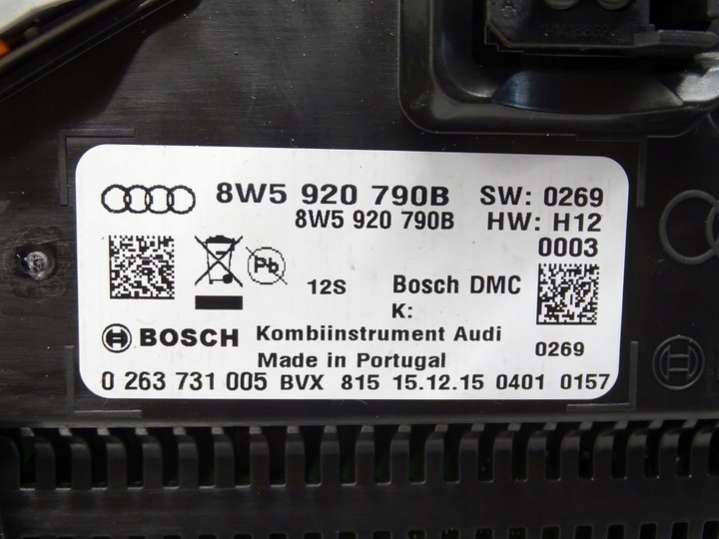 8W5 920 790B SW: 0269
8W5 920 790B HW: H12
0003
Pb
12S Bosch DMC
K:
BOSCH Kombiinstrument Audi
0269
Made in Portugal
0 263 731 005 BVX 815 15.12.15 0401 0157